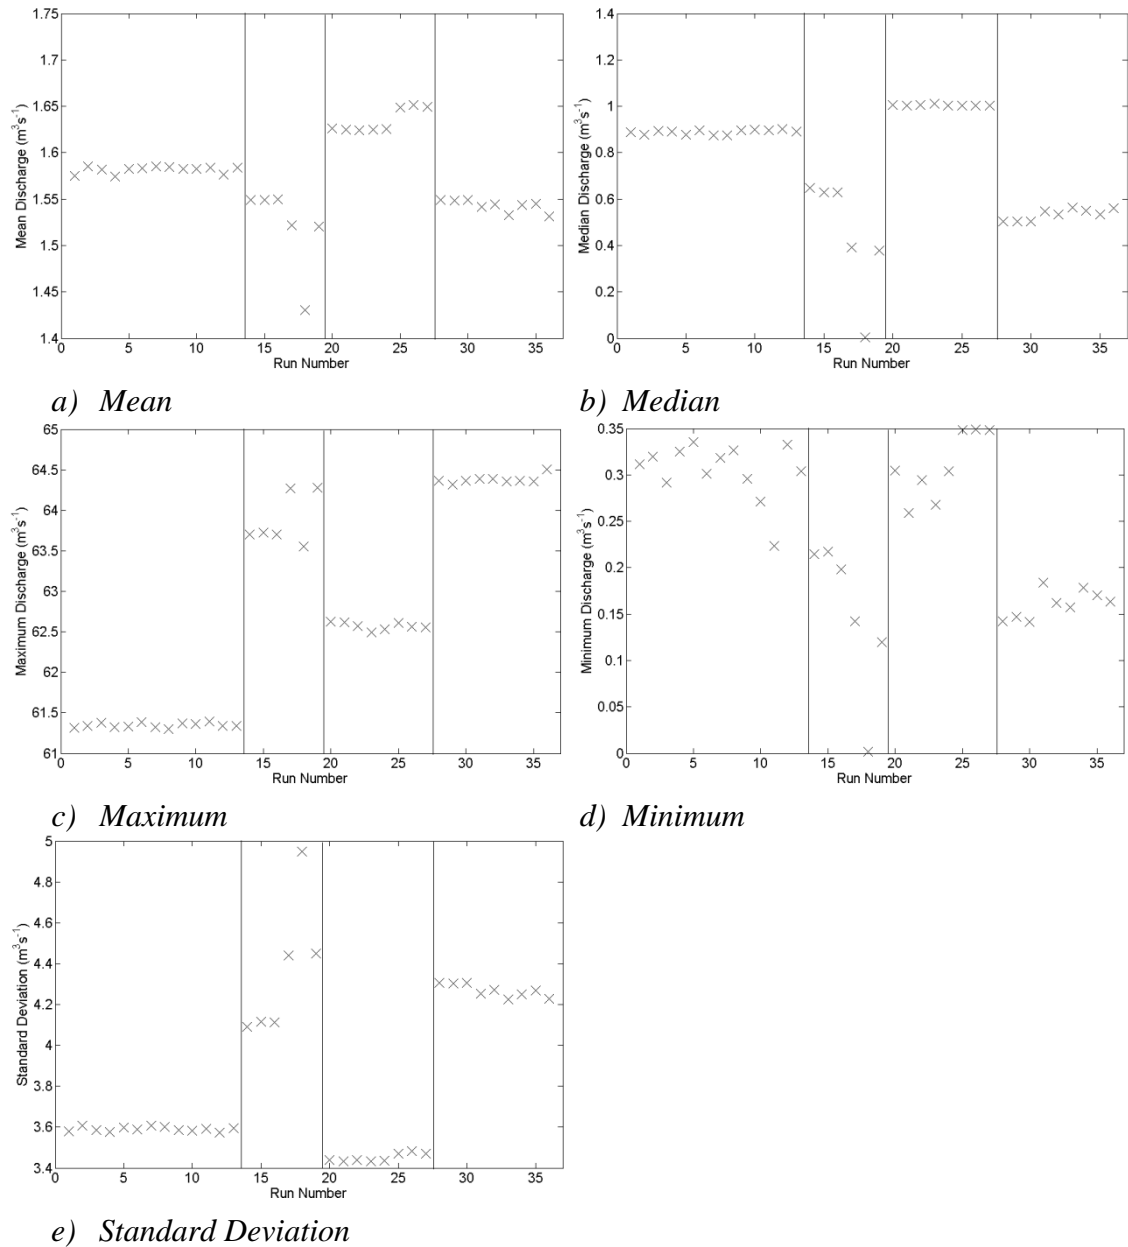 1.75
1.7
1.65
1.6
1.55
1.5
1.45
1.4
Mean Discharge (m³s⁻¹)
0 5 10 15 20 25 30 35
Run Number
a) Mean
1.4
1.2
1
0.8
0.6
0.4
0.2
0
Median Discharge (m³s⁻¹)
0 5 10 15 20 25 30 35
Run Number
b) Median
65
64.5
64
63.5
63
62.5
62
61.5
61
Maximum Discharge (m³s⁻¹)
0 5 10 15 20 25 30 35
Run Number
c) Maximum
0.35
0.3
0.25
0.2
0.15
0.1
0.05
0
Minimum Discharge (m³s⁻¹)
0 5 10 15 20 25 30 35
Run Number
d) Minimum
5
4.8
4.6
4.4
4.2
4
3.8
3.6
3.4
Standard Deviation (m³s⁻¹)
0 5 10 15 20 25 30 35
Run Number
e) Standard Deviation